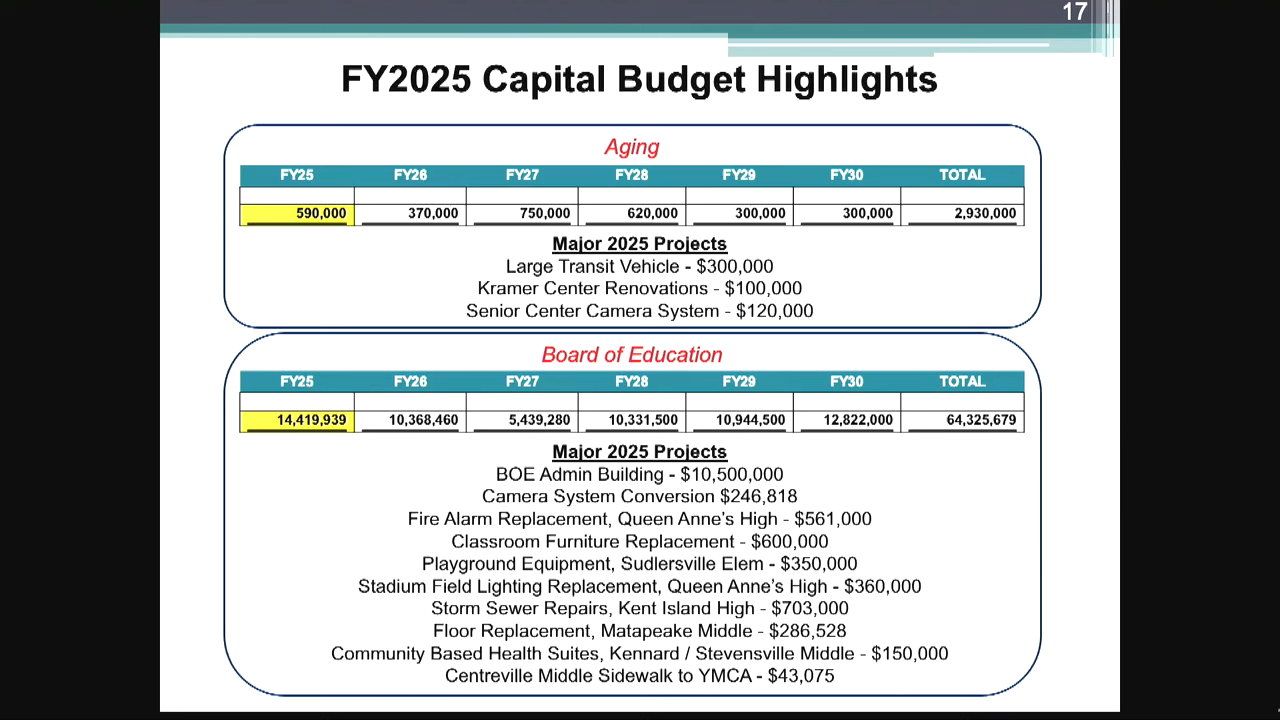 17
FY2025 Capital Budget Highlights
Aging
FY25 FY26 FY27 FY28 FY29 FY30 TOTAL
590,000 370,000 750,000 620,000 300,000 300,000 2,930,000
Major 2025 Projects
Large Transit Vehicle - $300,000
Kramer Center Renovations - $100,000
Senior Center Camera System - $120,000
Board of Education
FY25 FY26 FY27 FY28 FY29 FY30 TOTAL
14,419,939 10,368,460 5,439,280 10,331,500 10,944,500 12,822,000 64,325,679
Major 2025 Projects
BOE Admin Building - $10,500,000
Camera System Conversion $246,818
Fire Alarm Replacement, Queen Anne's High - $561,000
Classroom Furniture Replacement - $600,000
Playground Equipment, Sudlersville Elem - $350,000
Stadium Field Lighting Replacement, Queen Anne's High - $360,000
Storm Sewer Repairs, Kent Island High - $703,000
Floor Replacement, Matapeake Middle - $286,528
Community Based Health Suites, Kennard / Stevensville Middle - $150,000
Centreville Middle Sidewalk to YMCA - $43,075